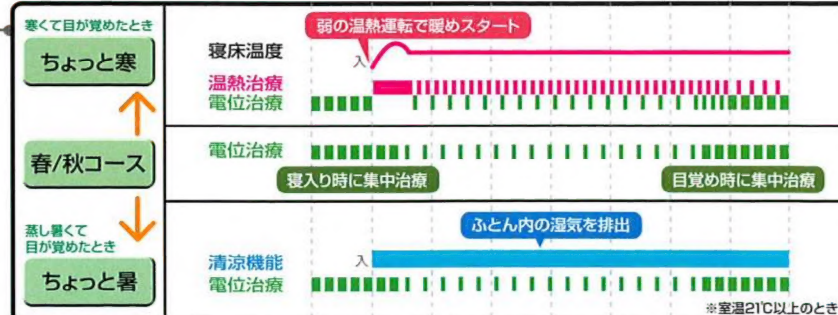 寒くて目が覚めたとき
ちょっと寒
弱の温熱運転で暖めスタート
寝床温度
入
温熱治療
電位治療
春/秋コース
電位治療
寝入り時に集中治療
目覚め時に集中治療
蒸し暑くて
目が覚めたとき
ちょっと暑
ふとん内の湿気を排出
清涼機能
入
電位治療
※室温21℃以上のとき